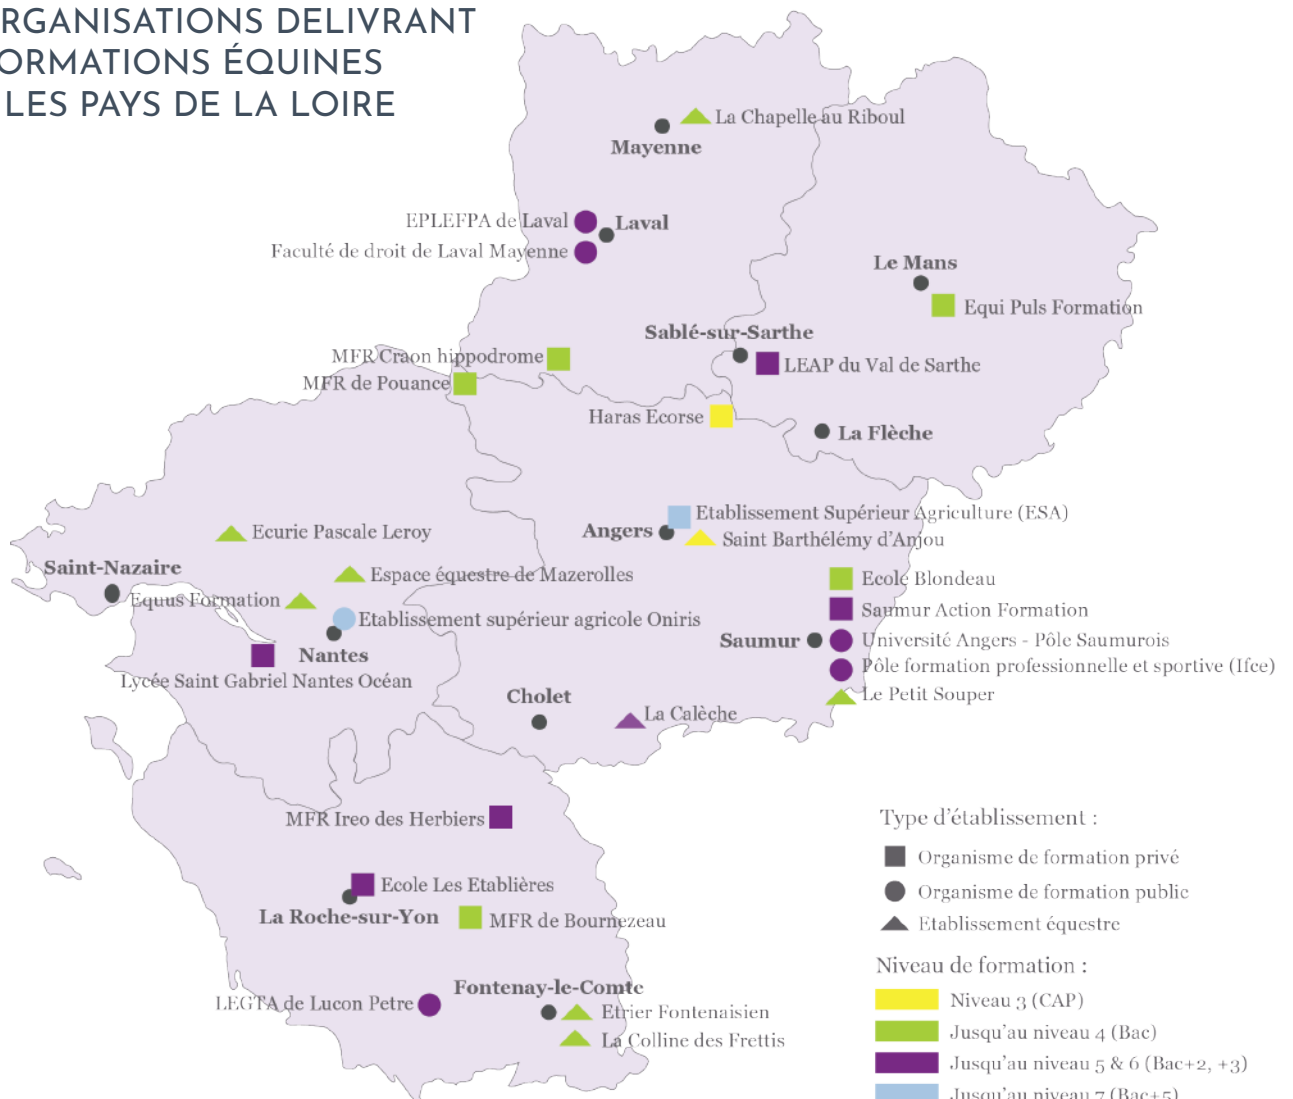 RGANISATIONS DELIVRANT
ORMATIONS ÉQUINES
LES PAYS DE LA LOIRE
La Chapelle au Riboul
Mayenne
EPLEFPA de Laval
Laval
Faculté de droit de Laval Mayenne
Le Mans
Equi Puls Formation
Sablé-sur-Sarthe
MFR Craon hippodrome
LEAP du Val de Sarthe
MFR de Pouance
Haras Ecorse
La Flèche
Etablissement Supérieur Agriculture (ESA)
Angers
Saint Barthélémy d'Anjou
Ecurie Pascale Leroy
Saint-Nazaire
Espace équestre de Mazerolles
Ecole Blondeau
Equus Formation
Saumur Action Formation
Etablissement supérieur agricole Oniris
Saumur
Université Angers - Pôle Saumurois
Nantes
Pôle formation professionnelle et sportive (Ifce)
Lycée Saint Gabriel Nantes Océan
Le Petit Souper
Cholet
La Calèche
MFR Ireo des Herbiers
Type d'établissement :
Organisme de formation privé
Ecole Les Etablières
Organisme de formation public
La Roche-sur-Yon
MFR de Bournezeau
Etablissement équestre
Niveau de formation :
Fontenay-le-Comte
LEGTA de Lucon Petre
Niveau 3 (CAP)
Etrier Fontenaisien
Jusqu'au niveau 4 (Bac)
La Colline des Frettis
Jusqu'au niveau 5 & 6 (Bac+2, +3)
Jusqu'au niveau 7 (Bac+5)